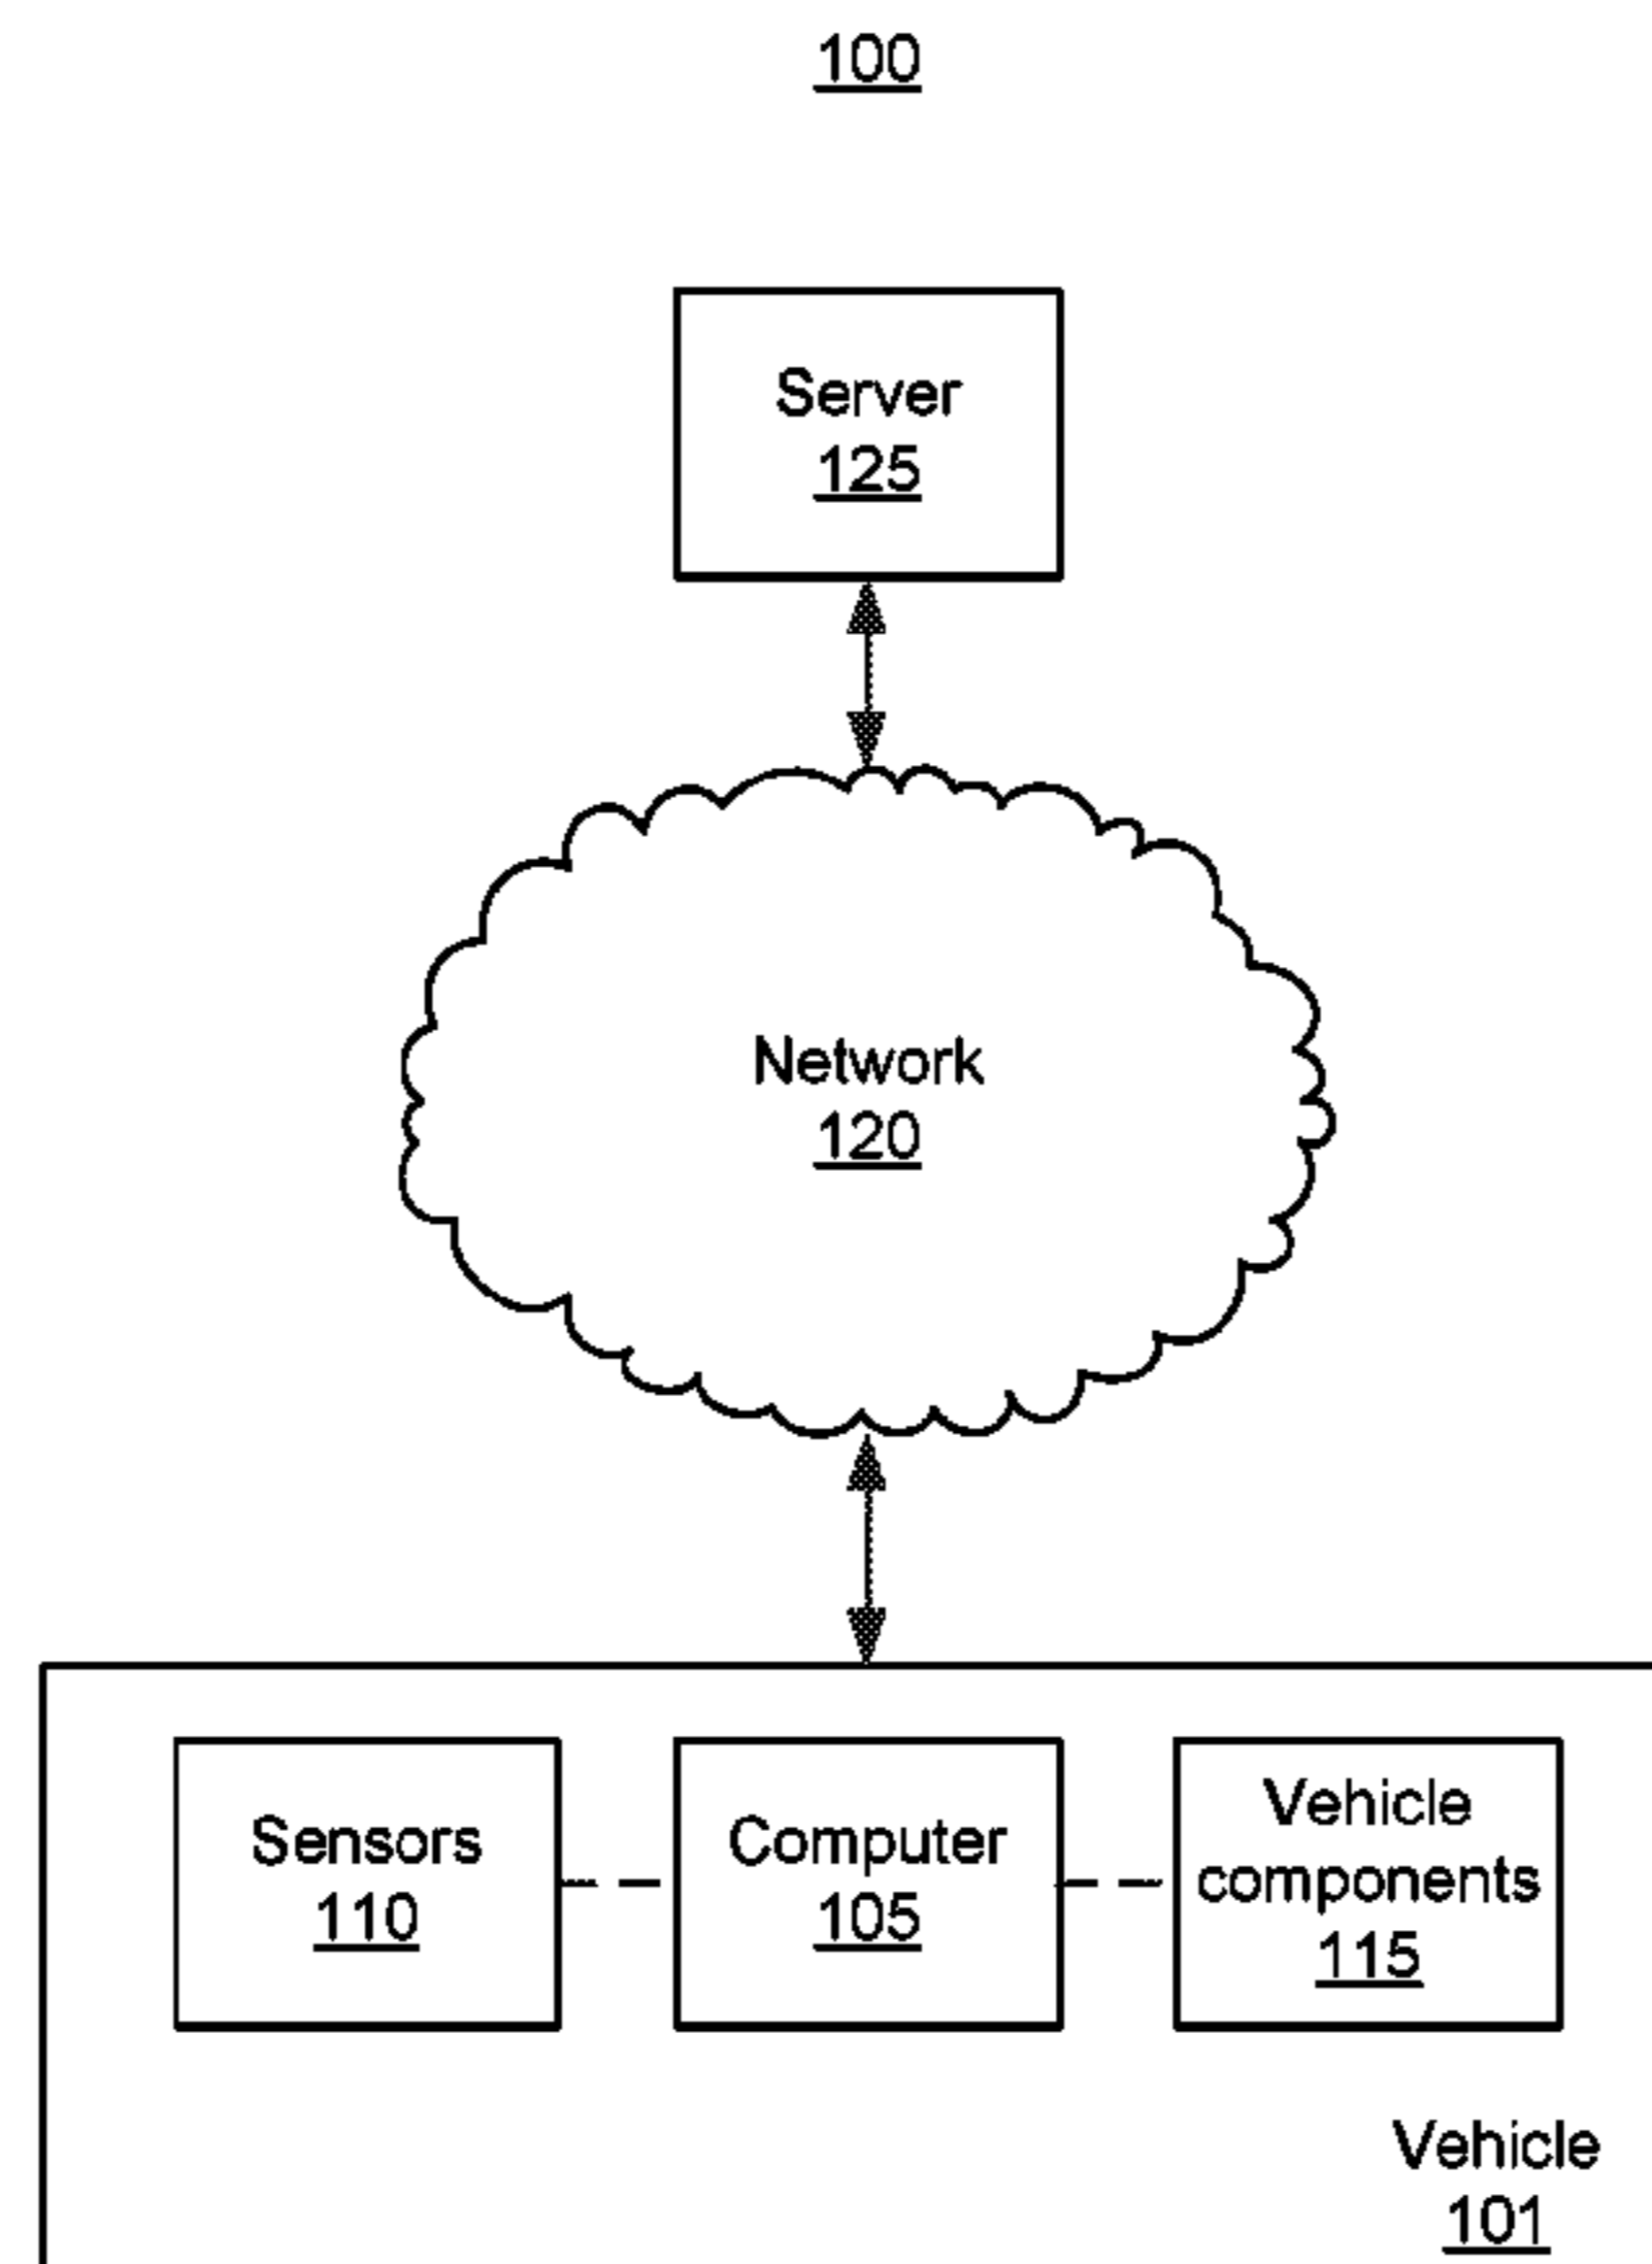 100
Server
125
Network
120
Sensors
110
Computer
105
Vehicle
components
115
Vehicle
101